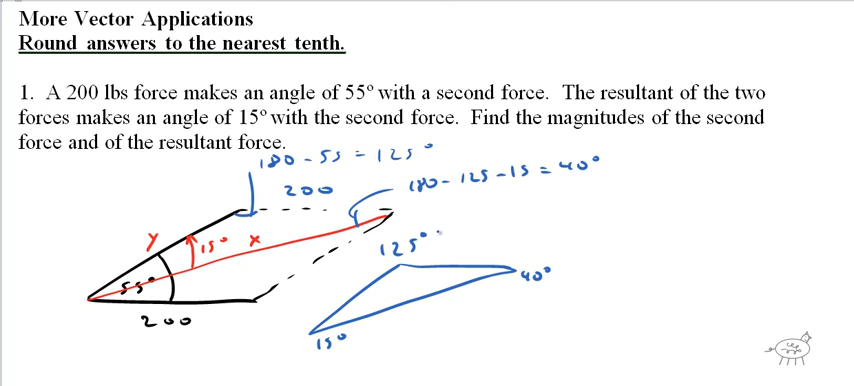 More Vector Applications
Round answers to the nearest tenth.
1. A 200 lbs force makes an angle of 55° with a second force. The resultant of the two
forces makes an angle of 15° with the second force. Find the magnitudes of the second
force and of the resultant force.
180 - 55 = 125°
180 - 125 - 15 = 40°
200
y
15°
x
125°
55°
40°
200
15°